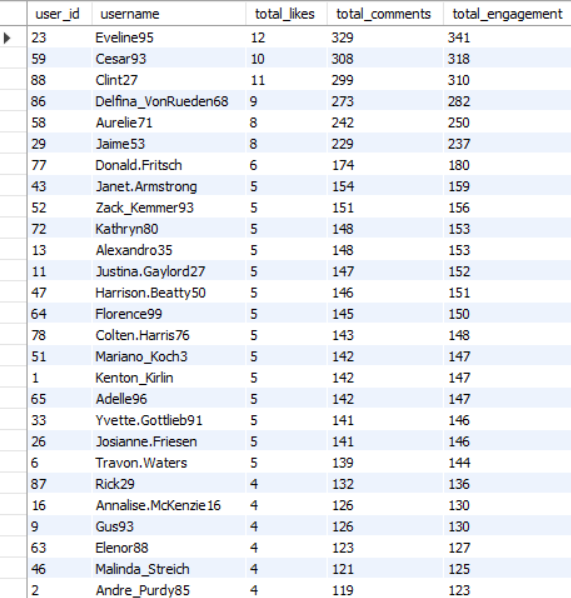 user_id username total_likes total_comments total_engagement
23 Eveline95 12 329 341
59 Cesar93 10 308 318
88 Clint27 11 299 310
86 Delfina_VonRueden68 9 273 282
58 Aurelie71 8 242 250
29 Jaime53 8 229 237
77 Donald.Fritsch 6 174 180
43 Janet.Armstrong 5 154 159
52 Zack_Kemmer93 5 151 156
72 Kathryn80 5 148 153
13 Alexandro35 5 148 153
11 Justina.Gaylord27 5 147 152
47 Harrison.Beatty50 5 146 151
64 Florence99 5 145 150
78 Colten.Harris76 5 143 148
51 Mariano_Koch3 5 142 147
1 Kenton_Kirlin 5 142 147
65 Adelle96 5 142 147
33 Yvette.Gottlieb91 5 141 146
26 Josianne.Friesen 5 141 146
6 Travon.Waters 5 139 144
87 Rick29 4 132 136
16 Annalise.McKenzie16 4 126 130
9 Gus93 4 126 130
63 Elenor88 4 123 127
46 Malinda_Streich 4 121 125
2 Andre_Purdy85 4 119 123